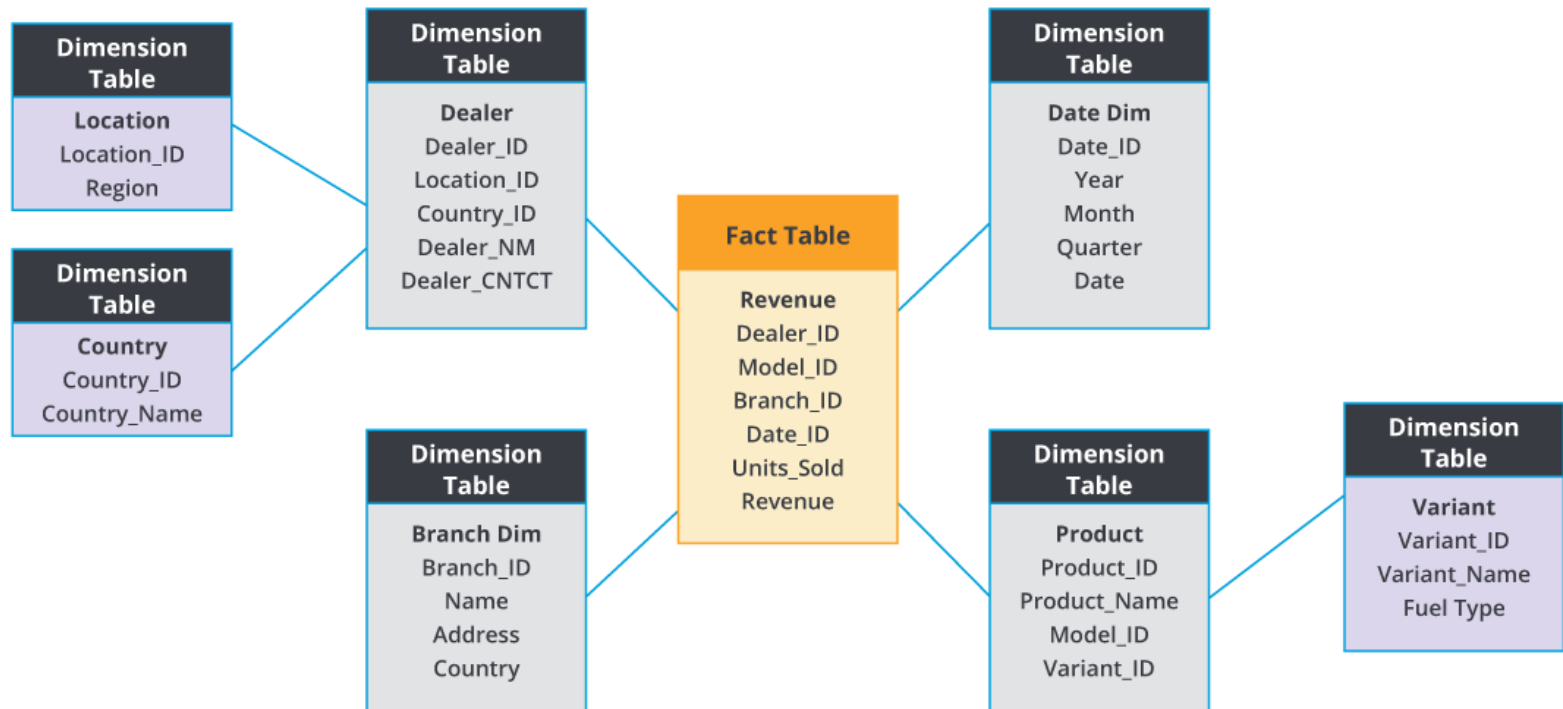 Dimension
Table
Location
Location_ID
Region
Dimension
Table
Country
Country_ID
Country_Name
Dimension
Table
Dealer
Dealer_ID
Location_ID
Country_ID
Dealer_NM
Dealer_CNTCT
Dimension
Table
Branch Dim
Branch_ID
Name
Address
Country
Fact Table
Revenue
Dealer_ID
Model_ID
Branch_ID
Date_ID
Units_Sold
Revenue
Dimension
Table
Date Dim
Date_ID
Year
Month
Quarter
Date
Dimension
Table
Product
Product_ID
Product_Name
Model_ID
Variant_ID
Dimension
Table
Variant
Variant_ID
Variant_Name
Fuel Type